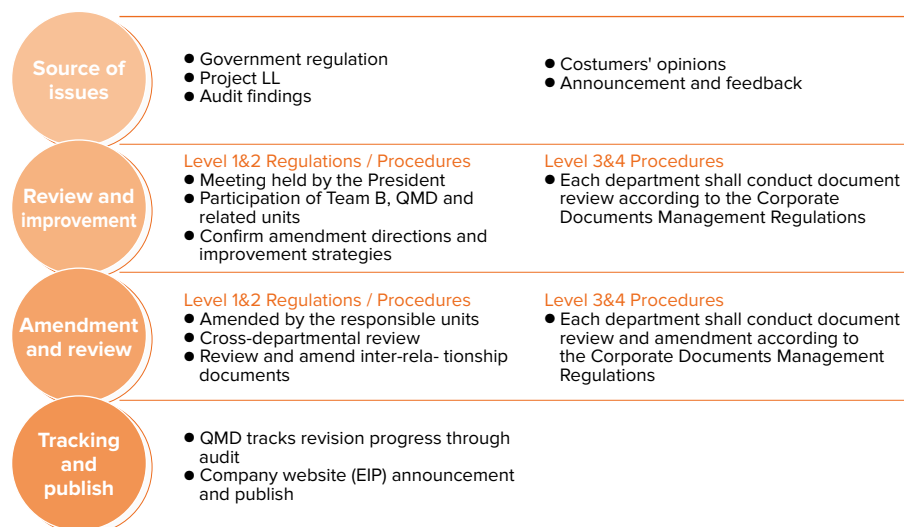 Source of
issues
● Government regulation
● Project LL
● Audit findings
● Costumers' opinions
● Announcement and feedback
Review and
improvement
Level 1&2 Regulations / Procedures
● Meeting held by the President
● Participation of Team B, QMD and
related units
● Confirm amendment directions and
improvement strategies
Level 3&4 Procedures
● Each department shall conduct document
review according to the Corporate
Documents Management Regulations
Amendment
and review
Level 1&2 Regulations / Procedures
● Amended by the responsible units
● Cross-departmental review
● Review and amend inter-rela- tionship
documents
Level 3&4 Procedures
● Each department shall conduct document
review and amendment according to
the Corporate Documents Management
Regulations
Tracking
and
publish
● QMD tracks revision progress through
audit
● Company website (EIP) announcement
and publish